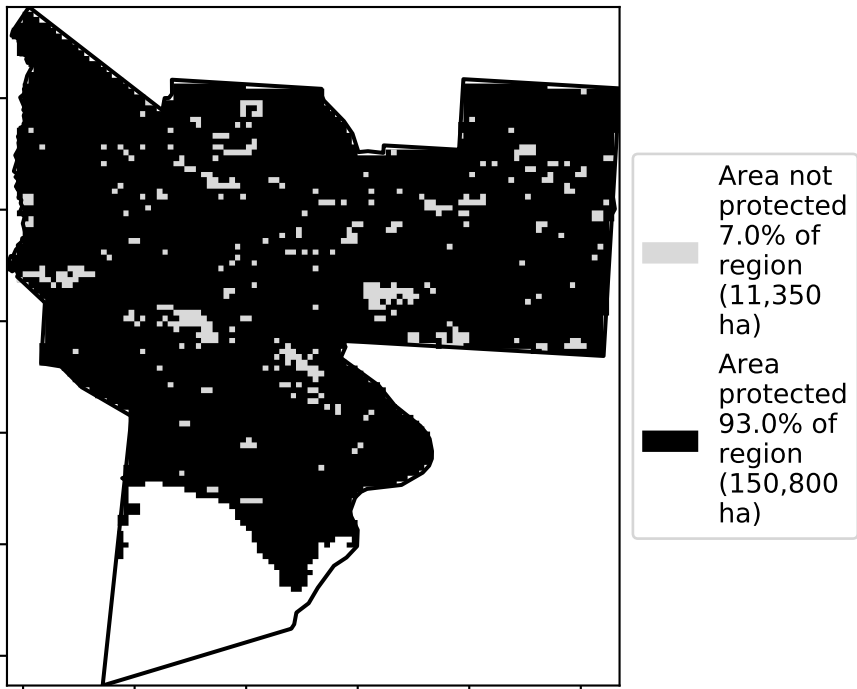 Area not
protected
7.0% of
region
(11,350
ha)
Area
protected
93.0% of
region
(150,800
ha)